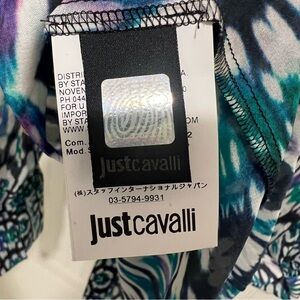 DISTRI
BY STA
NOVEN
PH 044
FOR U
IMPOR
BY STA
WWW.
Com.
Mod.
justcavalli
(株)スタッフインターナショナルジャパン
03-5794-9931
justcavalli